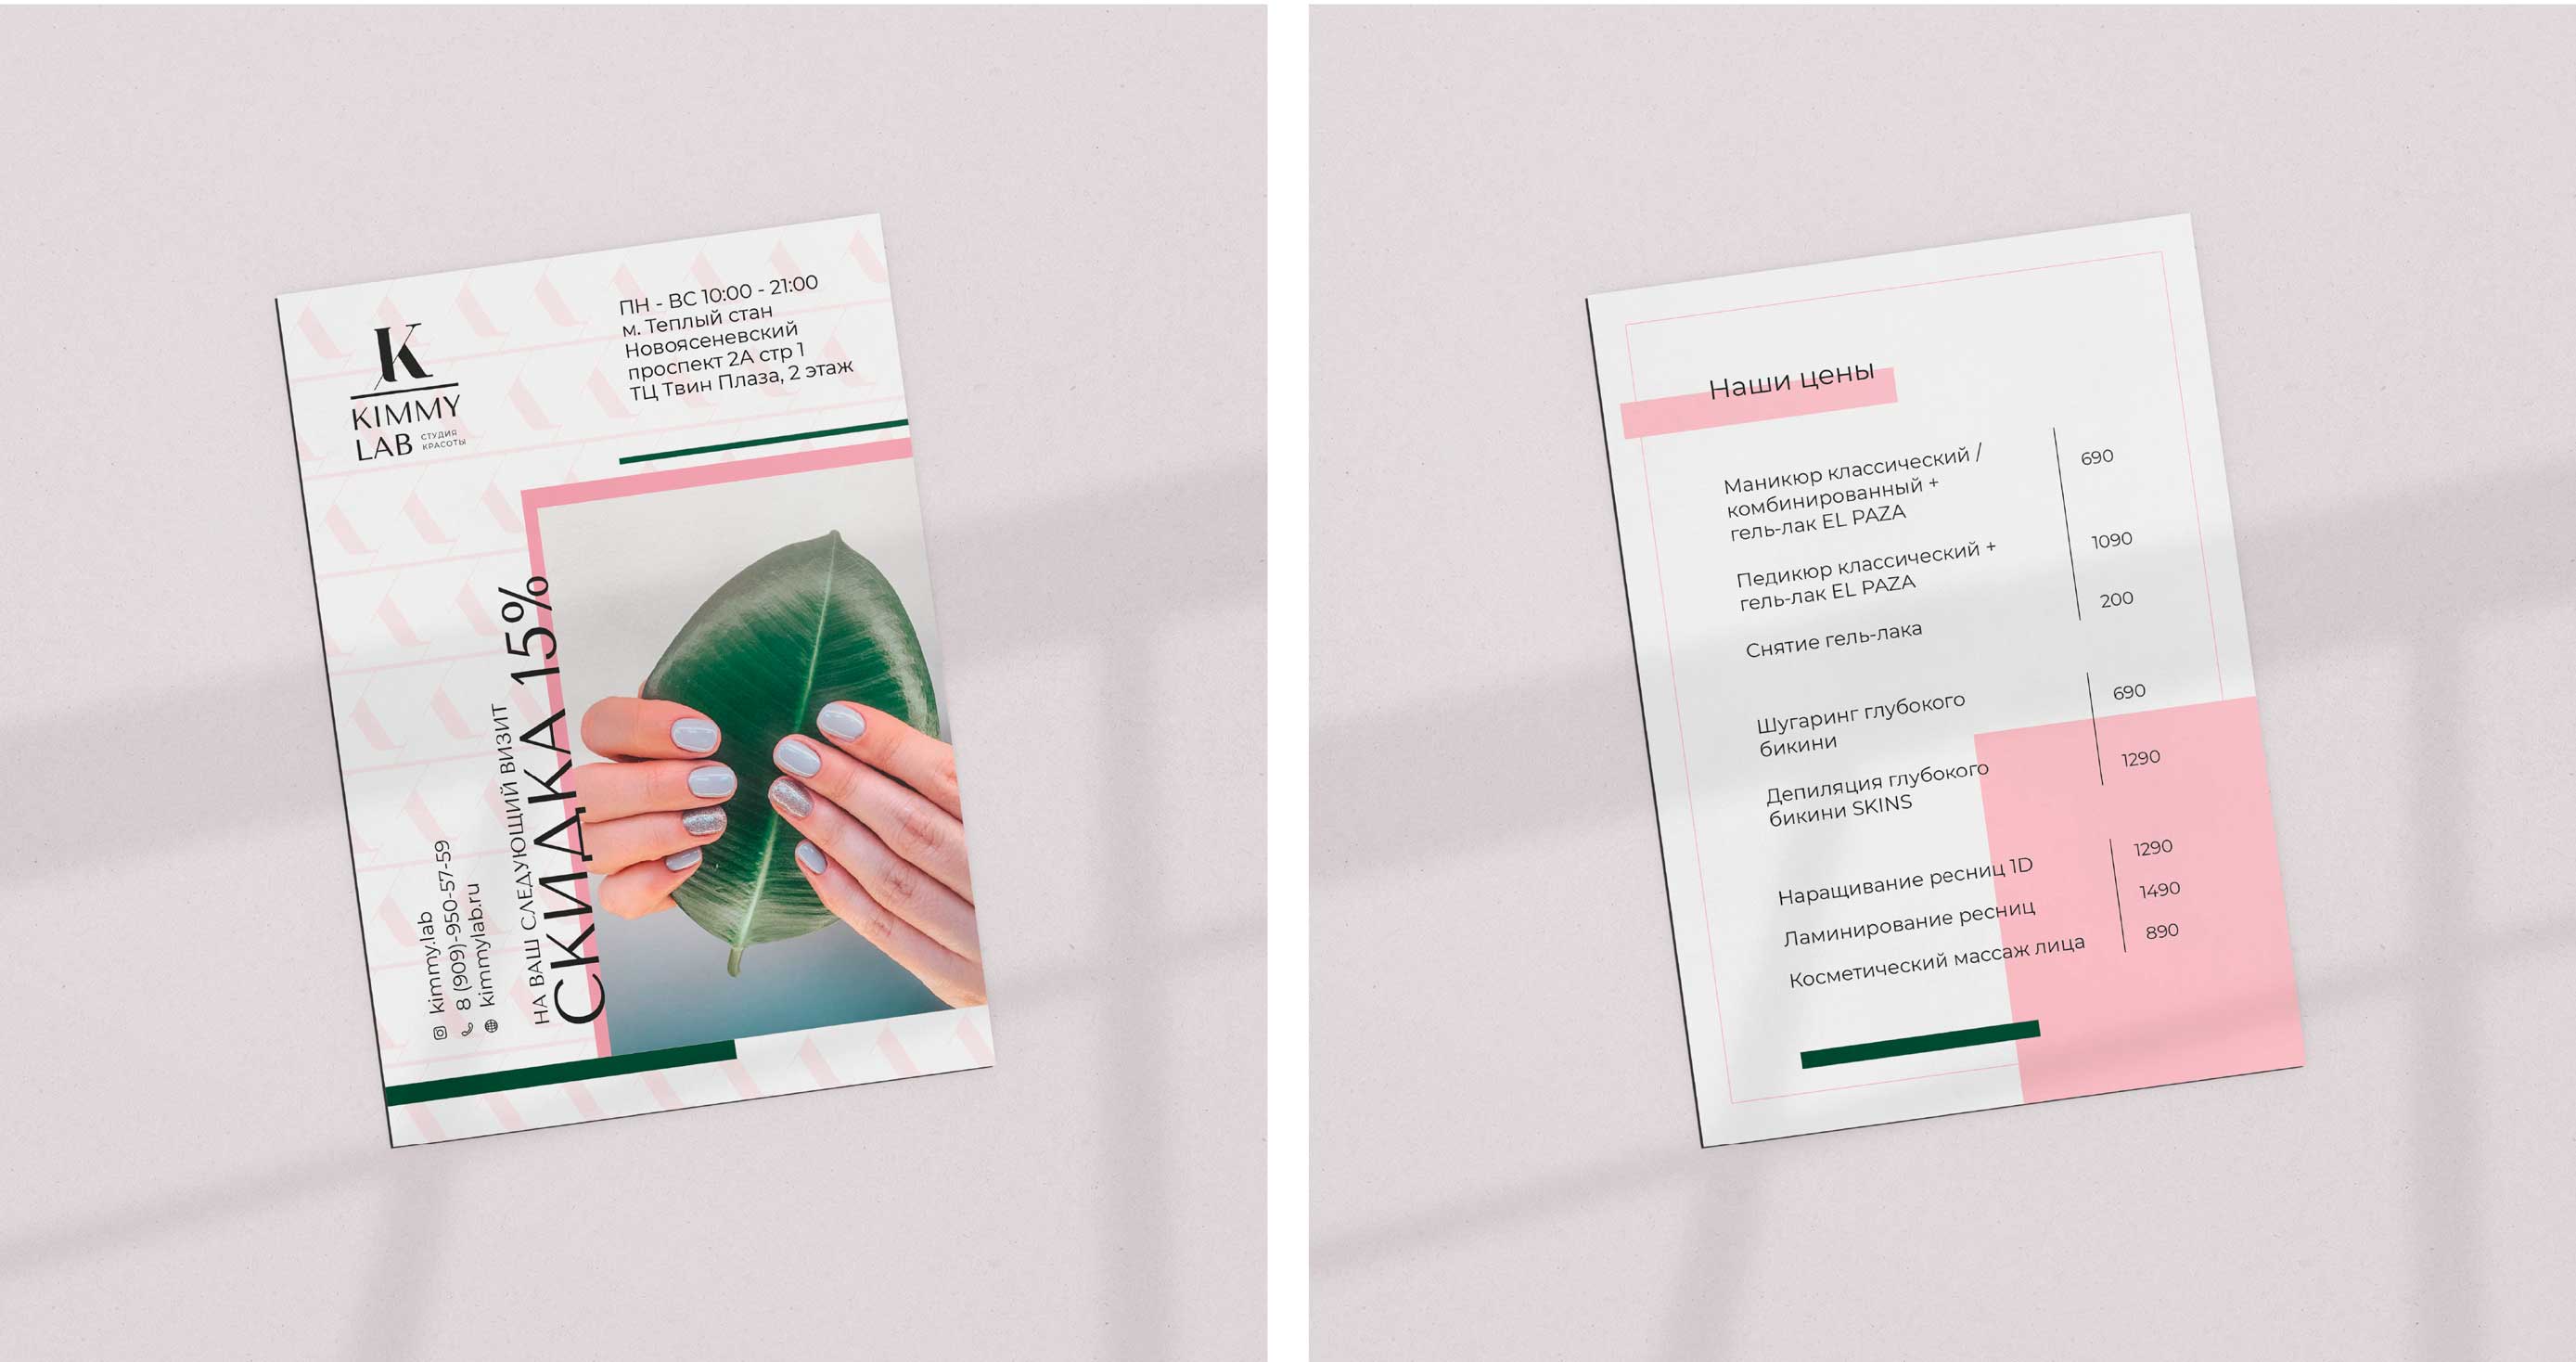 K
KIMMY
LAB СТУДИЯ
КРАСОТЫ
ПН - ВС 10:00 - 21:00
м. Теплый стан
Новоясеневский
проспект 2А стр 1
ТЦ Твин Плаза, 2 этаж
kimmy.lab
8 (909)-950-57-59
kimmylab.ru
НА ВАШ СЛЕДУЮЩИЙ ВИЗИТ
СКИДКА 15%
Наши цены
Маникюр классический /
комбинированный +
гель-лак EL PAZA
690
Педикюр классический +
гель-лак EL PAZA
1090
Снятие гель-лака
200
Шугаринг глубокого
бикини
690
Депиляция глубокого
бикини SKINS
1290
Наращивание ресниц 1D
1290
Ламинирование ресниц
1490
Косметический массаж лица
890